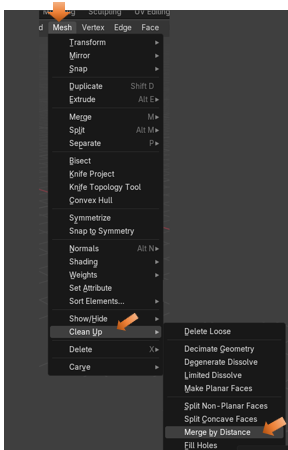 Sculpting UV Editing
d Mesh Vertex Edge Face
Transform
Mirror
Snap
Duplicate Shift D
Extrude Alt E
Merge M
Split Alt M
Separate P
Bisect
Knife Project
Knife Topology Tool
Convex Hull
Symmetrize
Snap to Symmetry
Normals Alt N
Shading
Weights
Set Attribute
Sort Elements...
Show/Hide
Clean Up
Delete X
Carve
Delete Loose
Decimate Geometry
Degenerate Dissolve
Limited Dissolve
Make Planar Faces
Split Non-Planar Faces
Split Concave Faces
Merge by Distance
Fill Holes